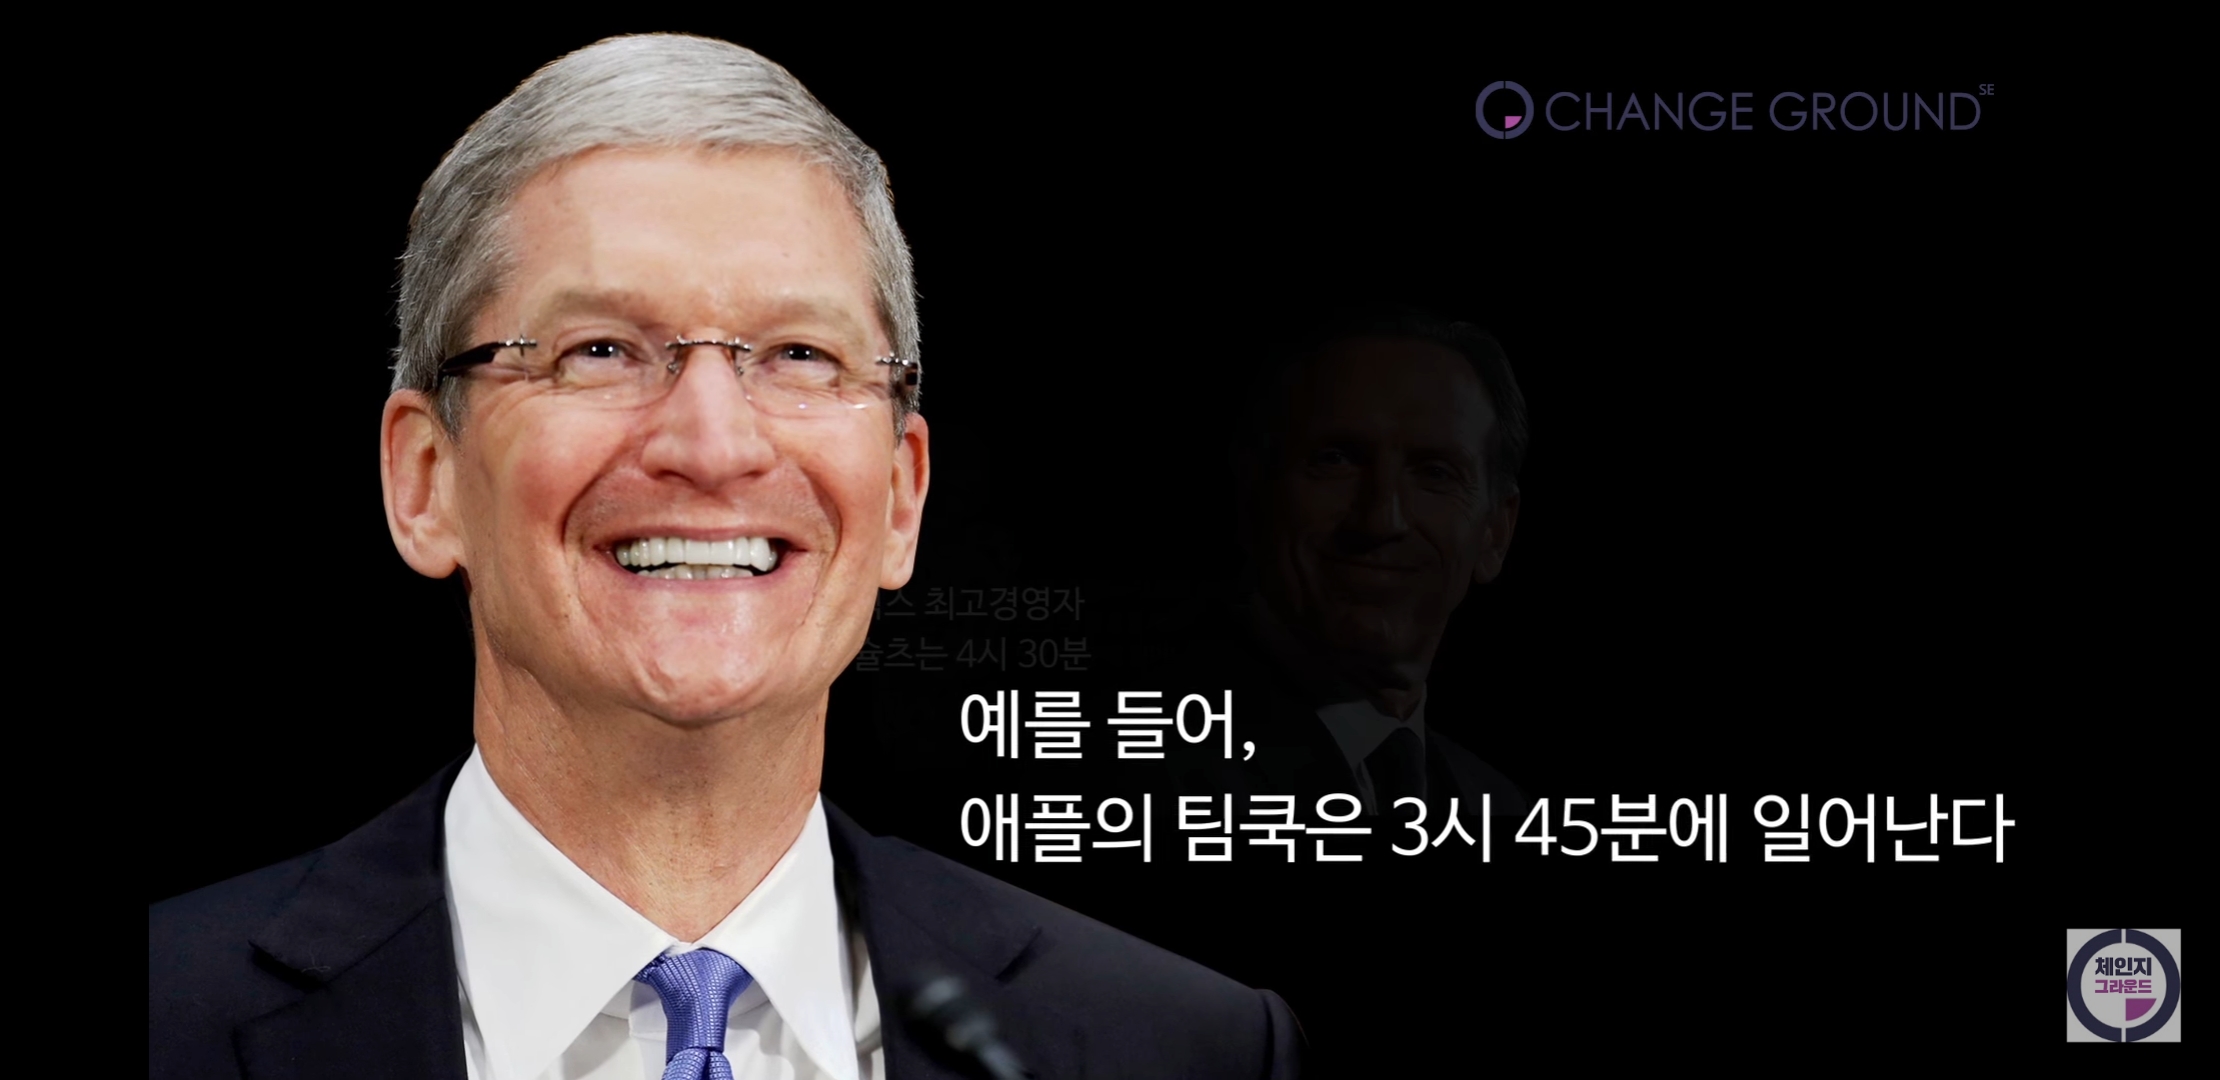 CHANGE GROUND SE
최고경영자
슐츠는 4시 30분
예를 들어,
애플의 팀쿡은 3시 45분에 일어난다
체인지
그라운드